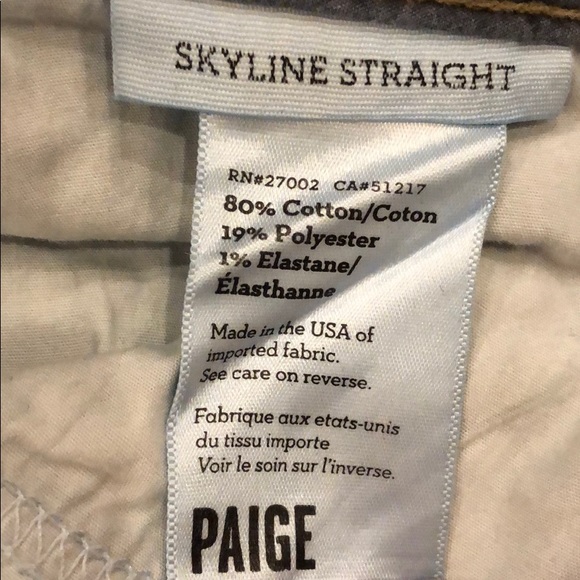 SKYLINE STRAIGHT
RN#27002 CA#51217
80% Cotton/Coton
19% Polyester
1% Elastane/
Élasthanne
Made in the USA of
imported fabric.
See care on reverse.
Fabrique aux etats-unis
du tissu importe
Voir le soin sur l'inverse.
PAIGE